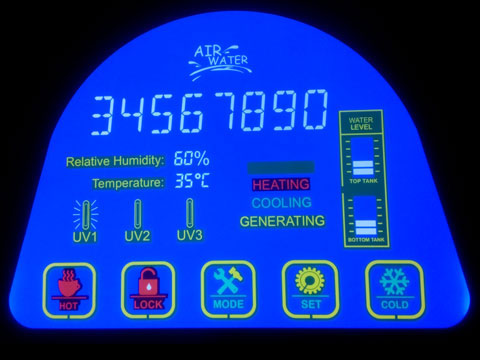 AIR
WATER
34567890
WATER
LEVEL
Relative Humidity: 60%
Temperature: 35°C
TOP TANK
HEATING
COOLING
GENERATING
UV1 UV2 UV3
BOTTOM TANK
HOT LOCK MODE SET COLD